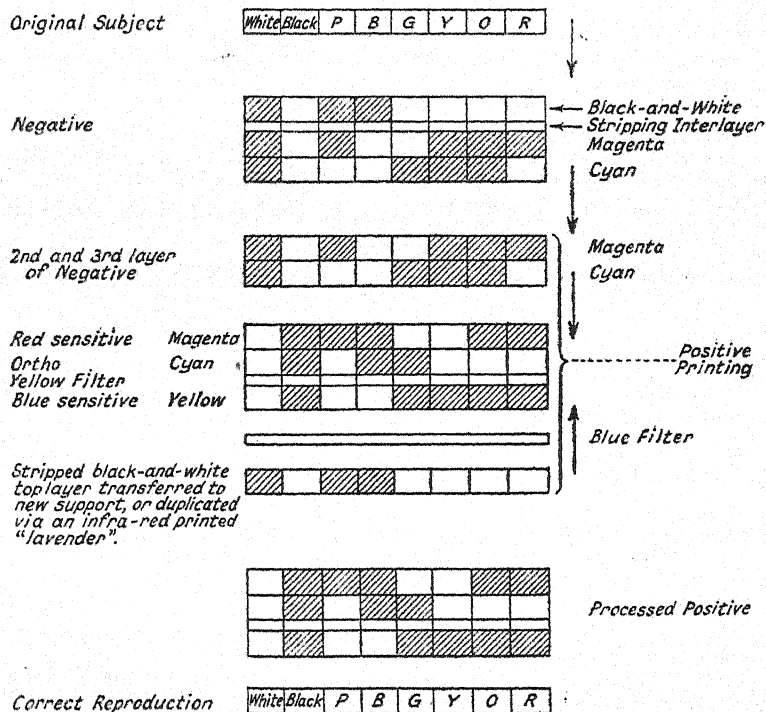 Original Subject
White Black P B G Y O R
Negative
Black-and-White
Stripping Interlayer
Magenta
Cyan
2nd and 3rd layer
of Negative
Magenta
Cyan
Red sensitive Magenta
Ortho Cyan
Yellow Filter
Blue sensitive Yellow
Positive
Printing
Blue Filter
Stripped black-and-white
top layer transferred to
new support, or duplicated
via an infra-red printed
"lavender".
Processed Positive
Correct Reproduction
White Black P B G Y O R